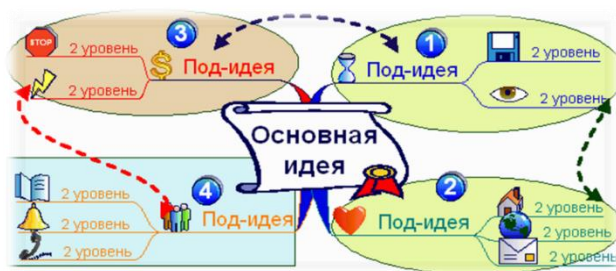 STOP
2 уровень
2 уровень
3
$
Под-идея
1
Под-идея
2 уровень
2 уровень
Основная
идея
2 уровень
2 уровень
2 уровень
4
Под-идея
2
Под-идея
2 уровень
2 уровень
2 уровень